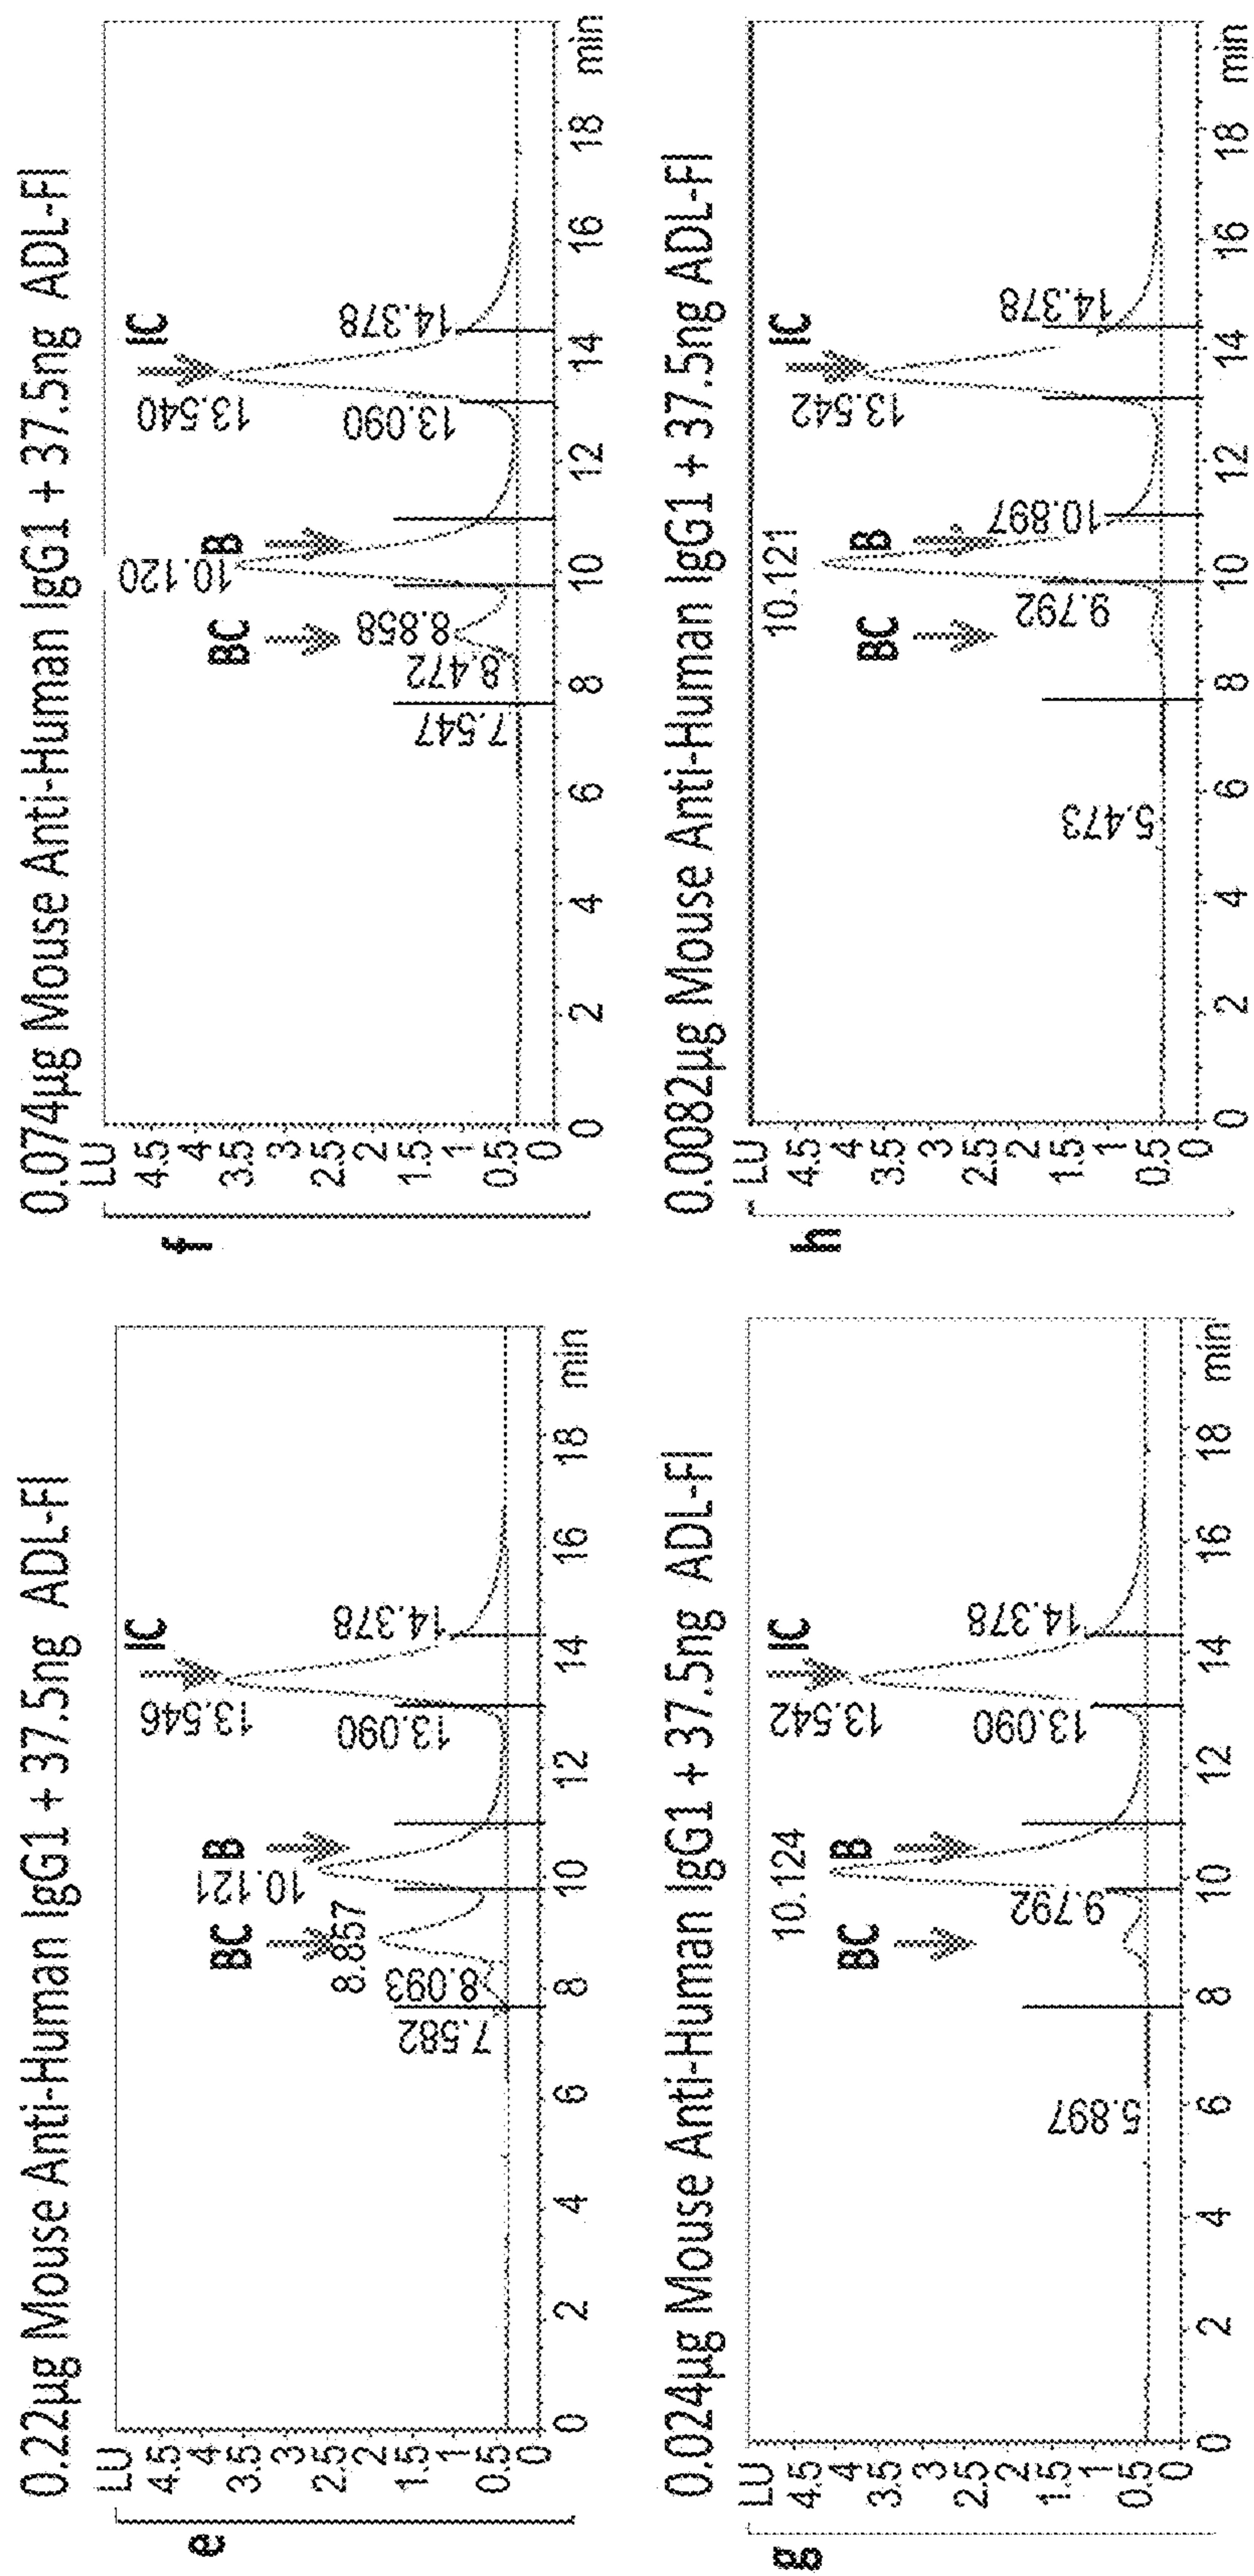 e
0.22µg Mouse Anti-Human IgG1 + 37.5ng ADL-Fl
LU
4.5
4
3.5
3
2.5
2
1.5
1
0.5
0
7.582
8.093
8.857
BC
10.121
B
13.090
13.546
IC
14.378
0 2 4 6 8 10 12 14 16 18 min
f
0.074µg Mouse Anti-Human IgG1 + 37.5ng ADL-Fl
LU
4.5
4
3.5
3
2.5
2
1.5
1
0.5
0
7.547
8.472
8.858
BC
10.120
B
13.090
13.540
IC
14.378
0 2 4 6 8 10 12 14 16 18 min
g
0.024µg Mouse Anti-Human IgG1 + 37.5ng ADL-Fl
LU
4.5
4
3.5
3
2.5
2
1.5
1
0.5
0
5.897
BC
9.792
10.124
B
13.090
13.542
IC
14.378
0 2 4 6 8 10 12 14 16 18 min
h
0.0082µg Mouse Anti-Human IgG1 + 37.5ng ADL-Fl
LU
4.5
4
3.5
3
2.5
2
1.5
1
0.5
0
5.473
BC
9.792
10.121
B
10.897
13.542
IC
14.378
0 2 4 6 8 10 12 14 16 18 min